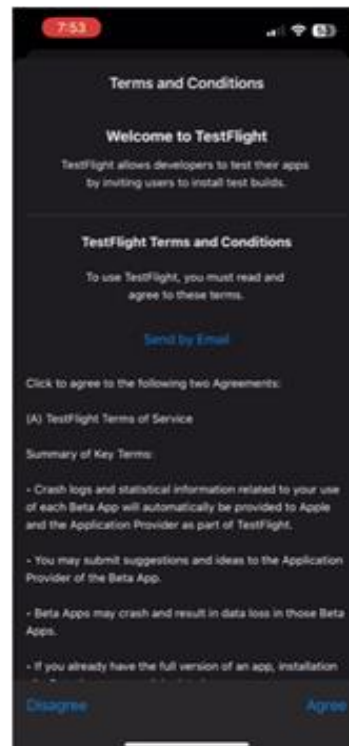 7:53
Terms and Conditions
Welcome to TestFlight
TestFlight allows developers to test their apps
by inviting users to install test builds.
TestFlight Terms and Conditions
To use TestFlight, you must read and
agree to these terms.
Send by Email
Click to agree to the following two Agreements:
(A) TestFlight Terms of Service
Summary of Key Terms:
- Crash logs and statistical information related to your use
of each Beta App will automatically be provided to Apple
and the Application Provider as part of TestFlight.
- You may submit suggestions and ideas to the Application
Provider of the Beta App.
- Beta Apps may crash and result in data loss in those Beta
Apps.
- If you already have the full version of an app, installation
Disagree
Agree